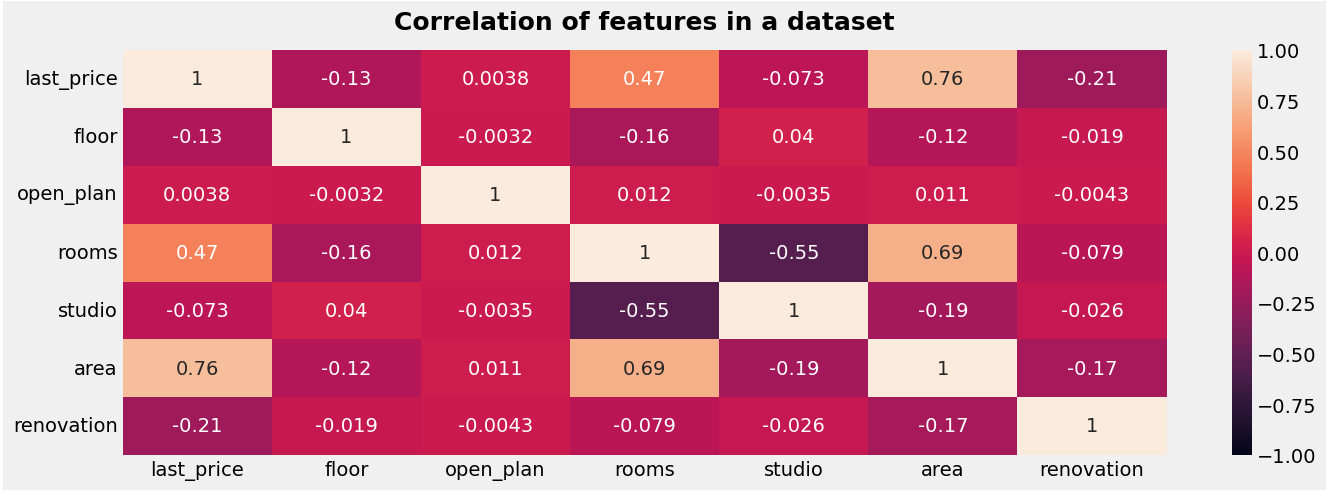 Correlation of features in a dataset
last_price 1 -0.13 0.0038 0.47 -0.073 0.76 -0.21
floor -0.13 1 -0.0032 -0.16 0.04 -0.12 -0.019
open_plan 0.0038 -0.0032 1 0.012 -0.0035 0.011 -0.0043
rooms 0.47 -0.16 0.012 1 -0.55 0.69 -0.079
studio -0.073 0.04 -0.0035 -0.55 1 -0.19 -0.026
area 0.76 -0.12 0.011 0.69 -0.19 1 -0.17
renovation -0.21 -0.019 -0.0043 -0.079 -0.026 -0.17 1
last_price floor open_plan rooms studio area renovation
1.00
0.75
0.50
0.25
0.00
−0.25
−0.50
−0.75
−1.00